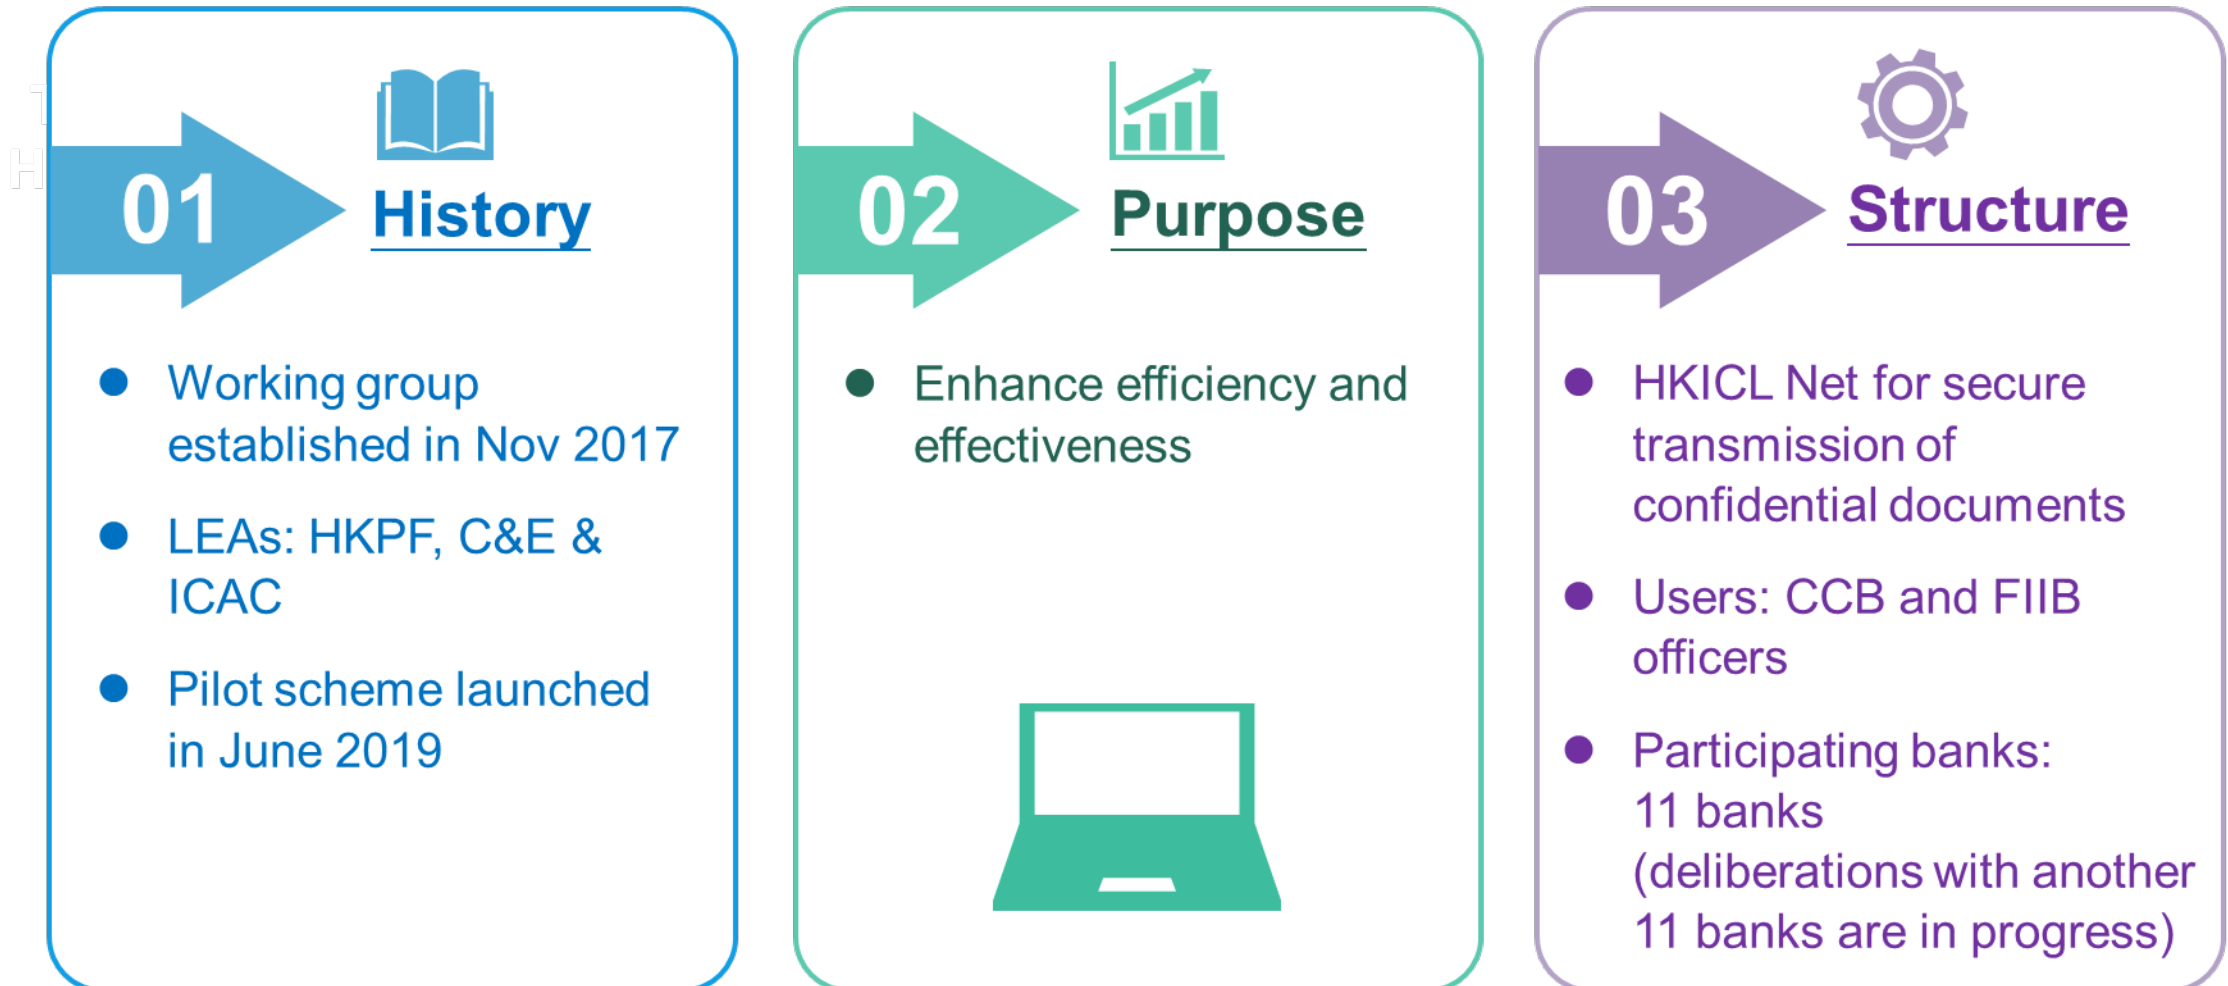 01
History
Working group
established in Nov 2017
LEAs: HKPF, C&E &
ICAC
Pilot scheme launched
in June 2019
02
Purpose
Enhance efficiency and
effectiveness
03
Structure
HKICL Net for secure
transmission of
confidential documents
Users: CCB and FIIB
officers
Participating banks:
11 banks
(deliberations with another
11 banks are in progress)